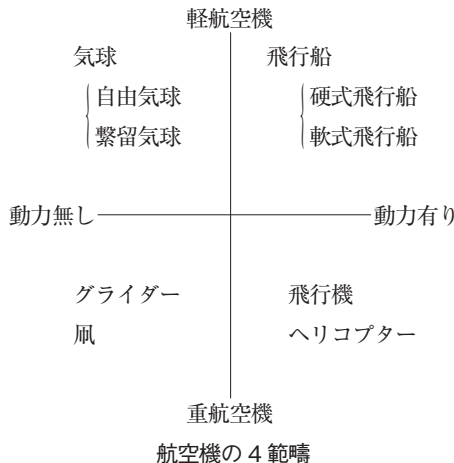 軽航空機
気球
飛行船
自由気球
硬式飛行船
繋留気球
軟式飛行船
動力無し
動力有り
グライダー
飛行機
凧
ヘリコプター
重航空機
航空機の 4 範疇